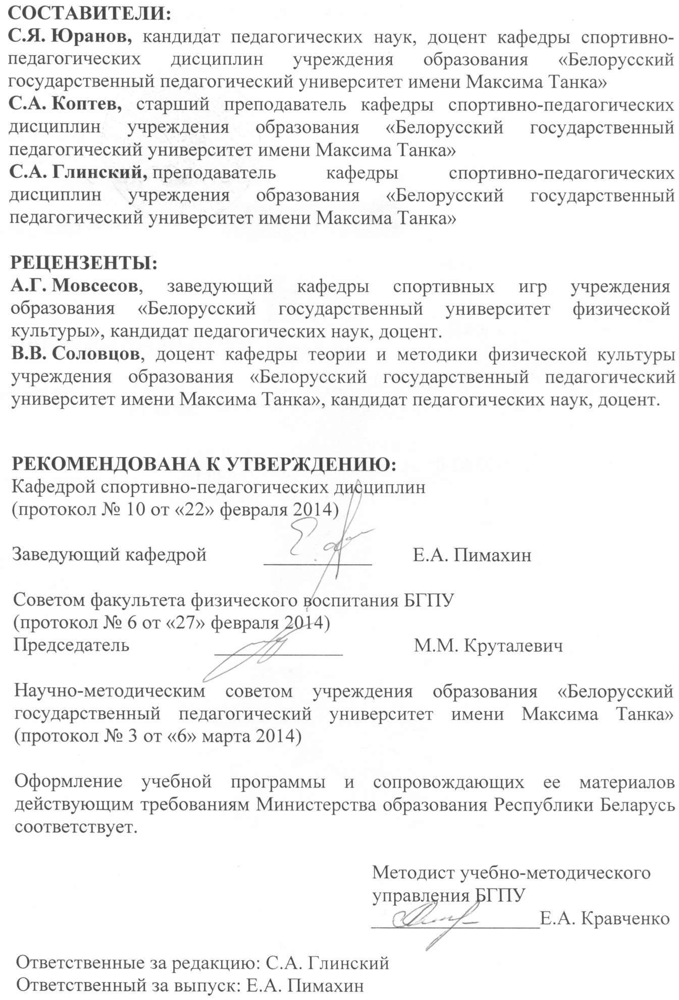 СОСТАВИТЕЛИ:
С.Я. Юранов, кандидат педагогических наук, доцент кафедры спортивно-
педагогических дисциплин учреждения образования «Белорусский
государственный педагогический университет имени Максима Танка»
С.А. Коптев, старший преподаватель кафедры спортивно-педагогических
дисциплин учреждения образования «Белорусский государственный
педагогический университет имени Максима Танка»
С.А. Глинский, преподаватель кафедры спортивно-педагогических
дисциплин учреждения образования «Белорусский государственный
педагогический университет имени Максима Танка»
РЕЦЕНЗЕНТЫ:
А.Г. Мовсесов, заведующий кафедры спортивных игр учреждения
образования «Белорусский государственный университет физической
культуры», кандидат педагогических наук, доцент.
В.В. Соловцов, доцент кафедры теории и методики физической культуры
учреждения образования «Белорусский государственный педагогический
университет имени Максима Танка», кандидат педагогических наук, доцент.
РЕКОМЕНДОВАНА К УТВЕРЖДЕНИЮ:
Кафедрой спортивно-педагогических дисциплин
(протокол № 10 от «22» февраля 2014)
Заведующий кафедрой Е.А. Пимахин
Советом факультета физического воспитания БГПУ
(протокол № 6 от «27» февраля 2014)
Председатель М.М. Круталевич
Научно-методическим советом учреждения образования «Белорусский
государственный педагогический университет имени Максима Танка»
(протокол № 3 от «6» марта 2014)
Оформление учебной программы и сопровождающих ее материалов
действующим требованиям Министерства образования Республики Беларусь
соответствует.
Методист учебно-методического
управления БГПУ
Е.А. Кравченко
Ответственные за редакцию: С.А. Глинский
Ответственный за выпуск: Е.А. Пимахин